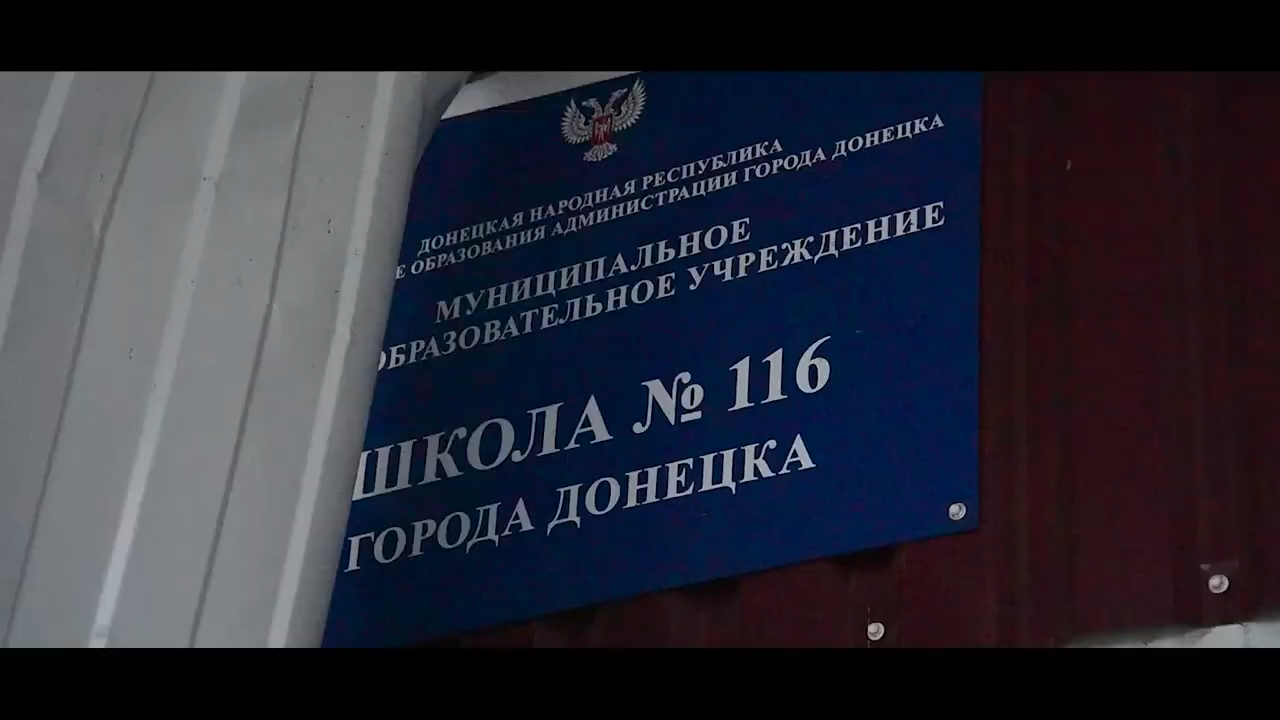 ДОНЕЦКАЯ НАРОДНАЯ РЕСПУБЛИКА
Е ОБРАЗОВАНИЯ АДМИНИСТРАЦИИ ГОРОДА ДОНЕЦКА
МУНИЦИПАЛЬНОЕ
ОБРАЗОВАТЕЛЬНОЕ УЧРЕЖДЕНИЕ
ШКОЛА № 116
ГОРОДА ДОНЕЦКА